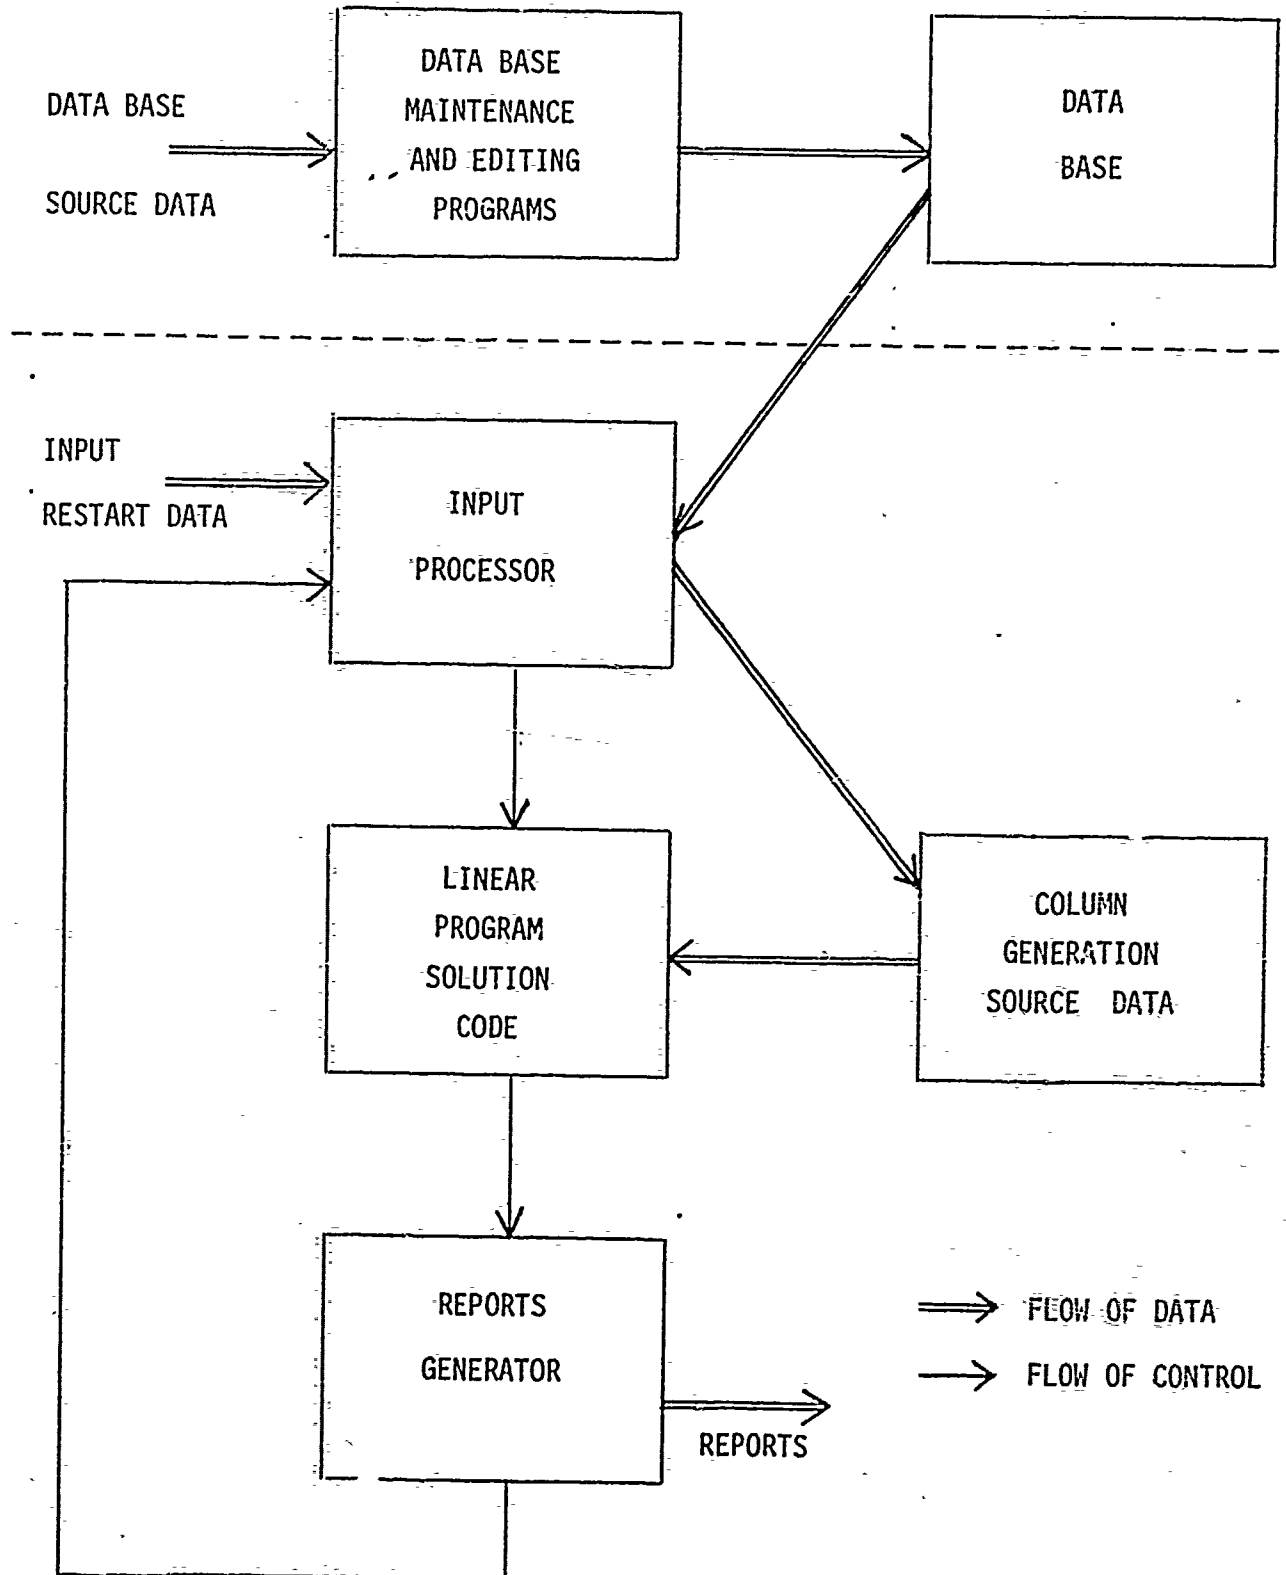 DATA BASE
SOURCE DATA
DATA BASE
MAINTENANCE
AND EDITING
PROGRAMS
DATA
BASE
INPUT
RESTART DATA
INPUT
PROCESSOR
LINEAR
PROGRAM
SOLUTION
CODE
COLUMN
GENERATION
SOURCE DATA
REPORTS
GENERATOR
REPORTS
FLOW OF DATA
FLOW OF CONTROL